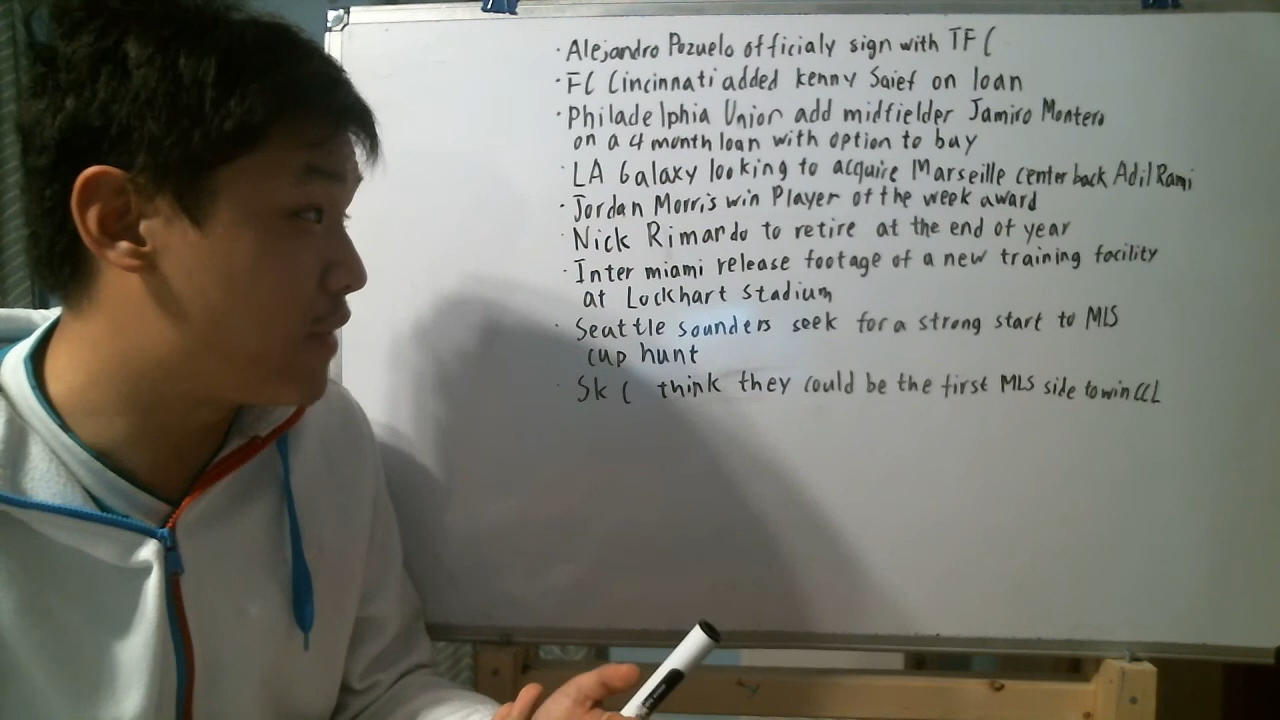 · Alejandro Pozuelo officialy sign with TFC
· FC Cincinnati added kenny Saief on loan
· Philadelphia Union add midfielder Jamiro Montero
on a 4 month loan with option to buy
· LA Galaxy looking to acquire Marseille center back Adil Rami
· Jordan Morris win Player of the week award
· Nick Rimando to retire at the end of year
· Inter miami release footage of a new training facility
at Lockhart Stadium
· Seattle sounders seek for a strong start to MLS
cup hunt
· SkC think they could be the first MLS side to win CCL